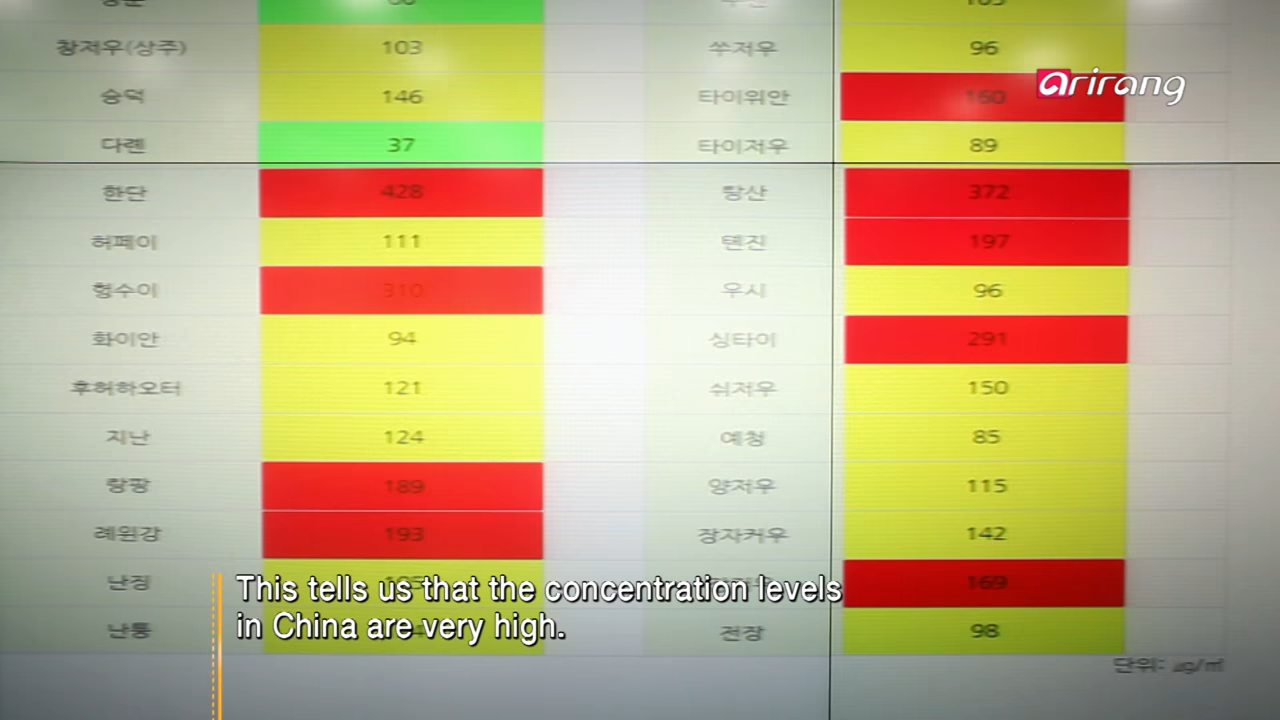 창저우(상주) 103 쑤저우 96
승덕 146 타이위안 160
arirang
다롄 37 타이저우 89
한단 428 탕산 372
허페이 111 텐진 197
헝수이 310 우시 96
화이안 94 싱타이 291
후허하오터 121 쉬저우 150
지난 124 예청 85
랑팡 189 양저우 115
롄윈강 193 장자커우 142
난징 169
난퉁 전장 98
This tells us that the concentration levels
in China are very high.
단위: ㎍/㎥